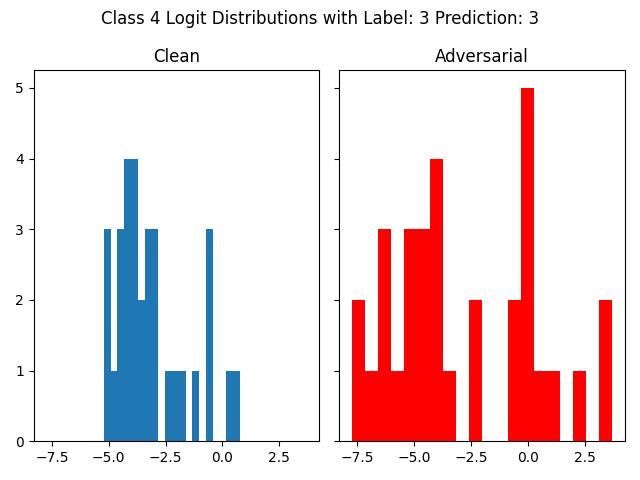 Class 4 Logit Distributions with Label: 3 Prediction: 3
Clean
Adversarial
5
4
3
2
1
0
−7.5 −5.0 −2.5 0.0 2.5
−7.5 −5.0 −2.5 0.0 2.5